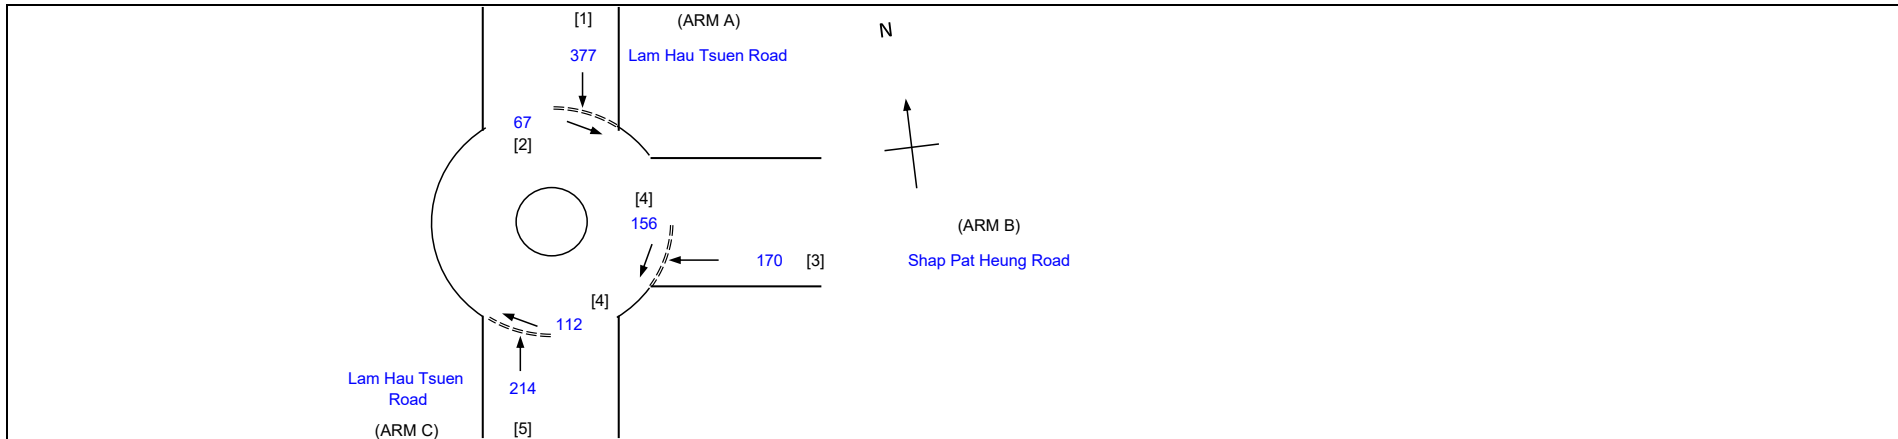 [1]
(ARM A)
N
377
Lam Hau Tsuen Road
67
[2]
[4]
156
(ARM B)
170
[3]
Shap Pat Heung Road
[4]
112
Lam Hau Tsuen
Road
214
(ARM C)
[5]